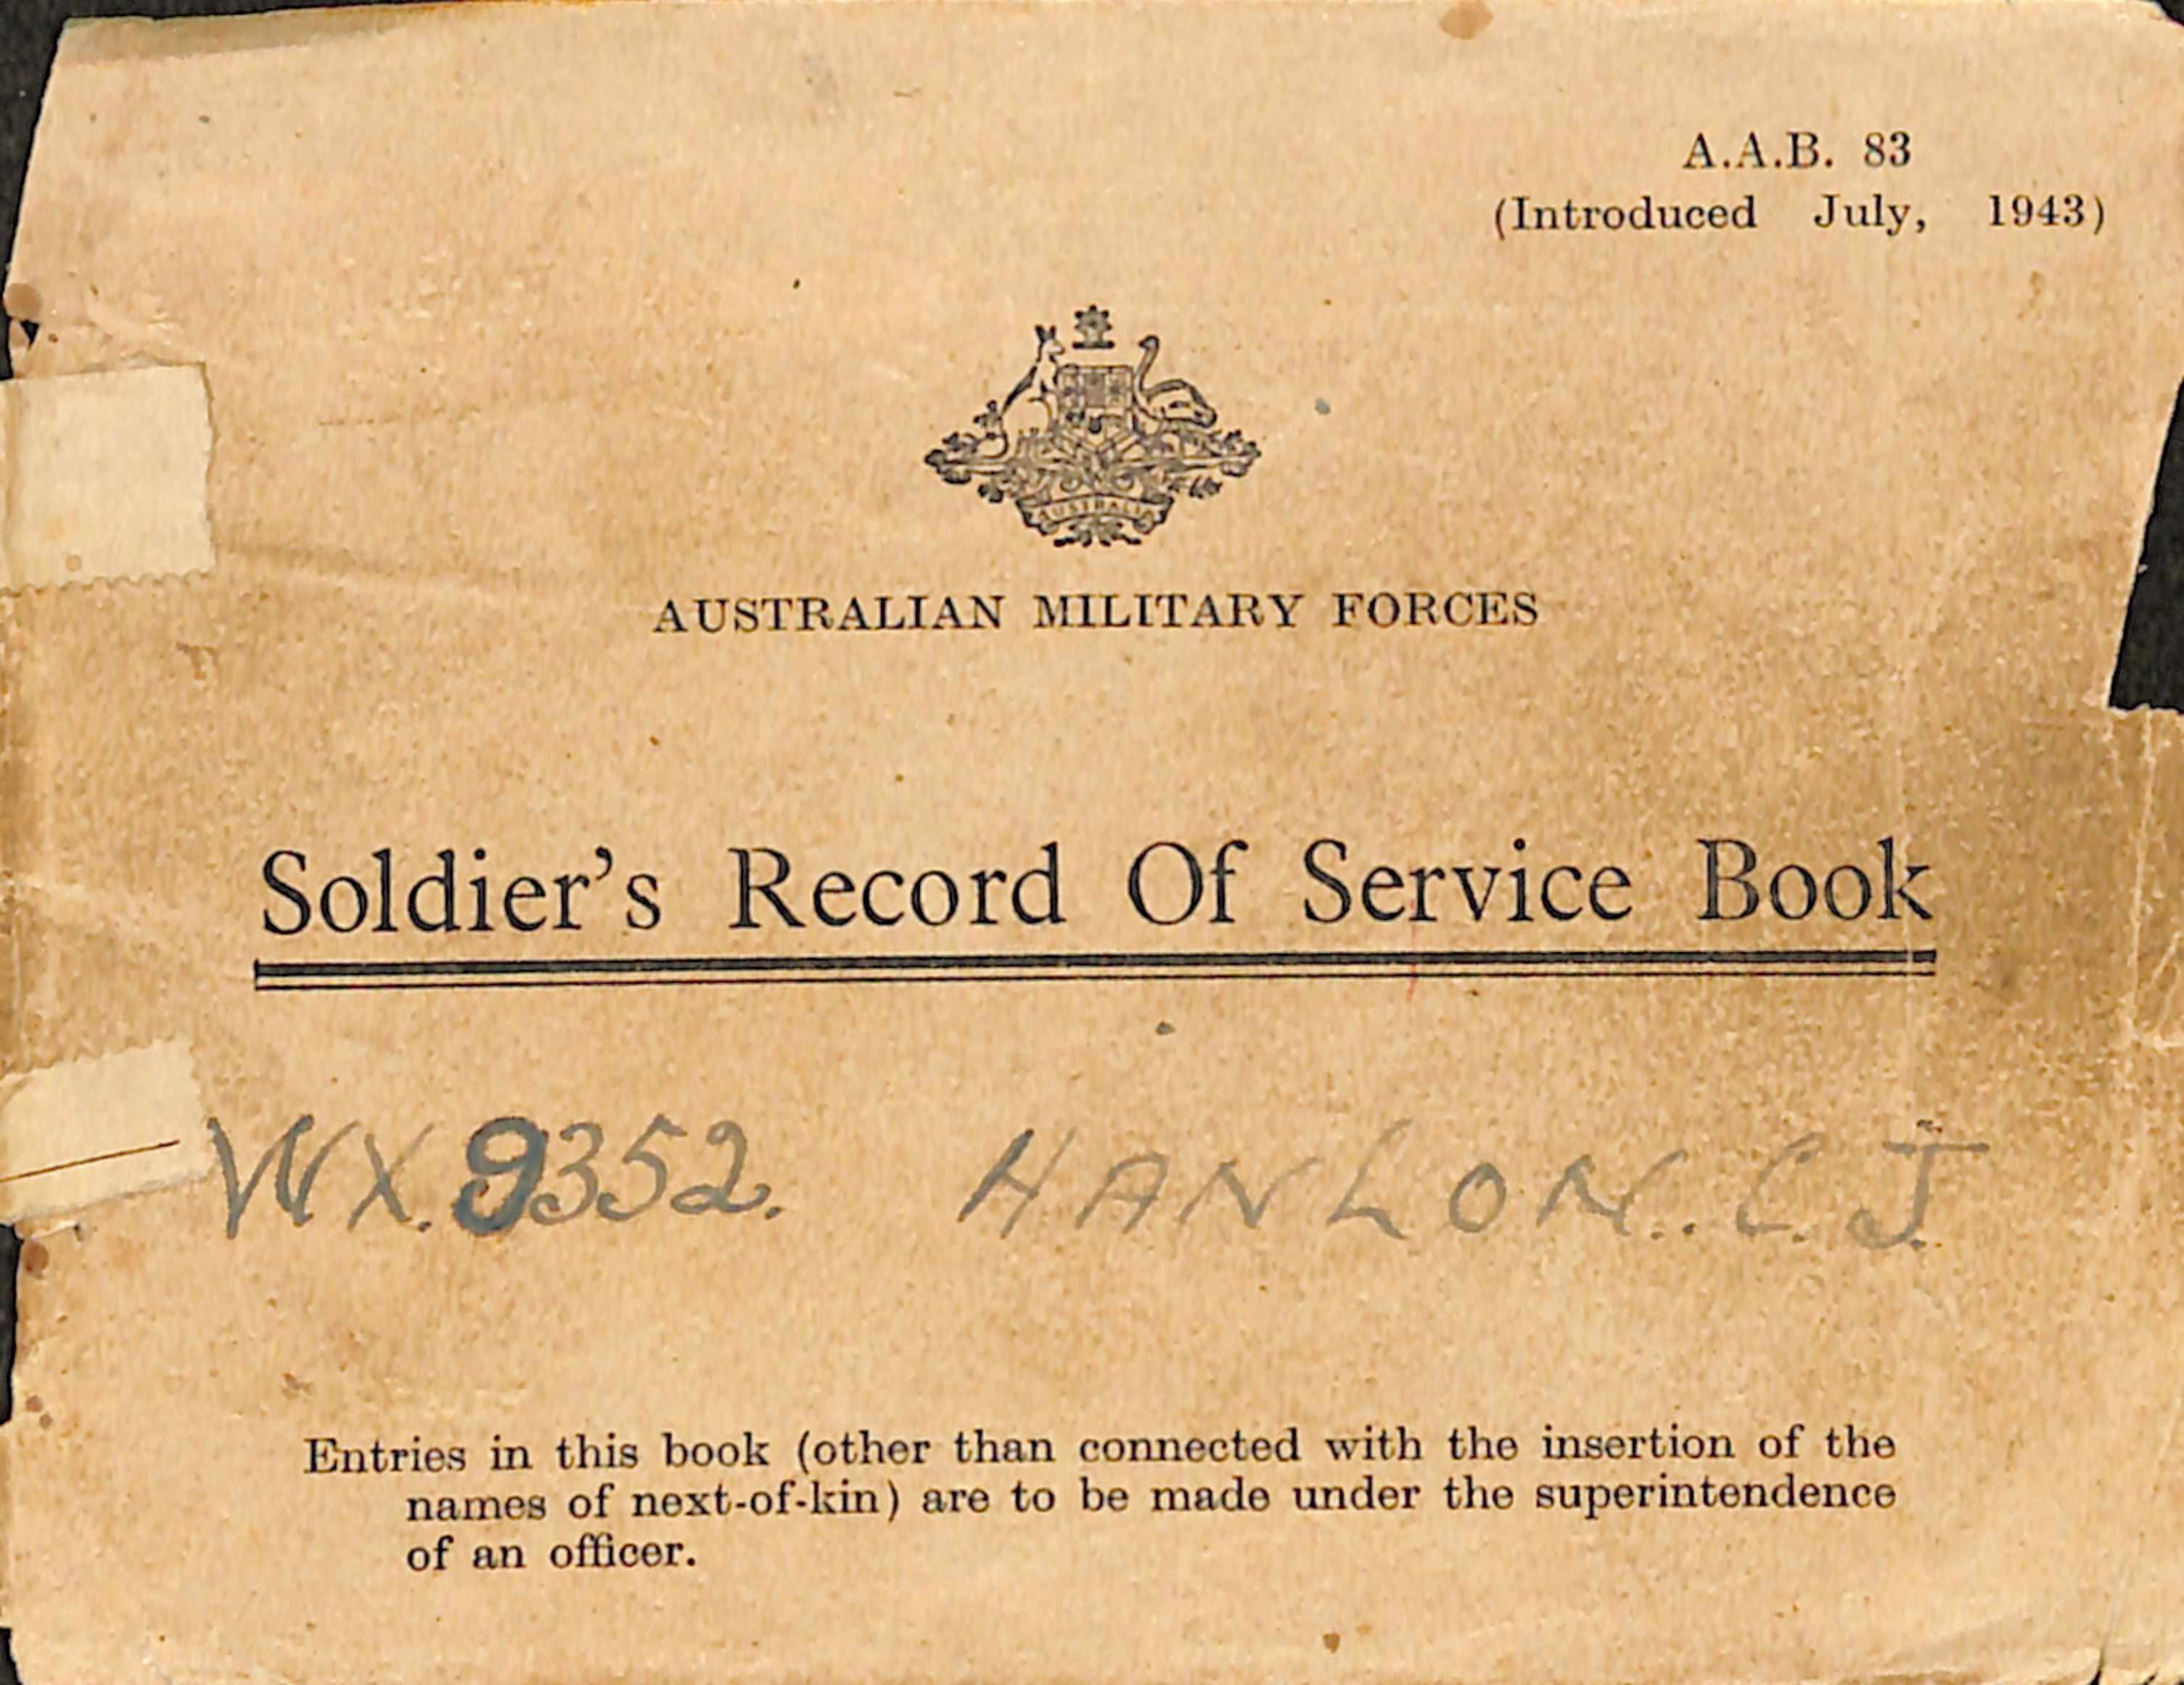 A.A.B. 83
(Introduced July, 1943)
AUSTRALIA
AUSTRALIAN MILITARY FORCES
Soldier's Record Of Service Book
WX.9352. HANLON..C.J.
Entries in this book (other than connected with the insertion of the
names of next-of-kin) are to be made under the superintendence
of an officer.